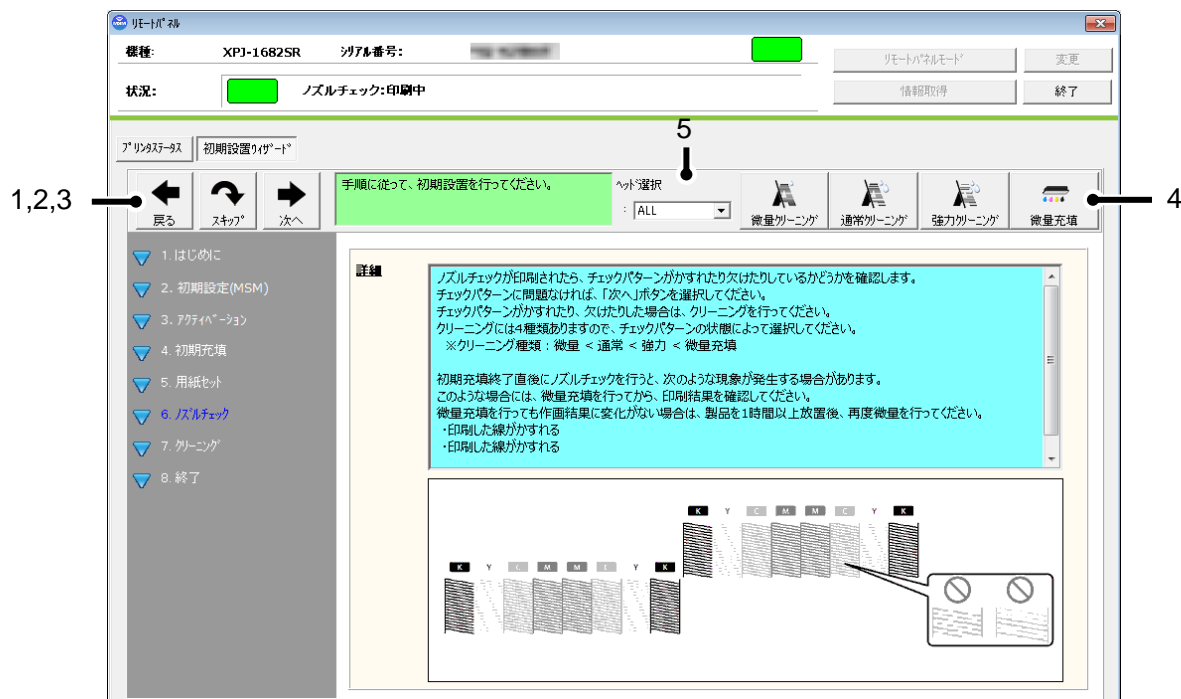 リモートパネル
機種:
XPJ-1682SR
シリアル番号:
リモートパネルモード
変更
状況:
ノズルチェック:印刷中
情報取得
終了
5
プリンタステータス
初期設置ウィザード
1,2,3
戻る
スキップ
次へ
手順に従って、初期設置を行ってください。
ヘッド選択
: ALL
微量クリーニング
通常クリーニング
強力クリーニング
微量充填
4
1. はじめに
2. 初期設定(MSM)
3. アクティベーション
4. 初期充填
5. 用紙セット
6. ノズルチェック
7. クリーニング
8. 終了
詳細
ノズルチェックが印刷されたら、チェックパターンがかすれたり欠けたりしているかどうかを確認します。
チェックパターンに問題なければ、「次へ」ボタンを選択してください。
チェックパターンがかすれたり、欠けたりした場合は、クリーニングを行ってください。
クリーニングには4種類ありますので、チェックパターンの状態によって選択してください。
※クリーニング種類：微量 < 通常 < 強力 < 微量充填
初期充填終了直後にノズルチェックを行うと、次のような現象が発生する場合があります。
このような場合には、微量充填を行ってから、印刷結果を確認してください。
微量充填を行っても作画結果に変化がない場合は、製品を1時間以上放置後、再度微量を行ってください。
・印刷した線がかすれる
・印刷した線がかすれる
K Y C M M C Y K
K Y C M M C Y K